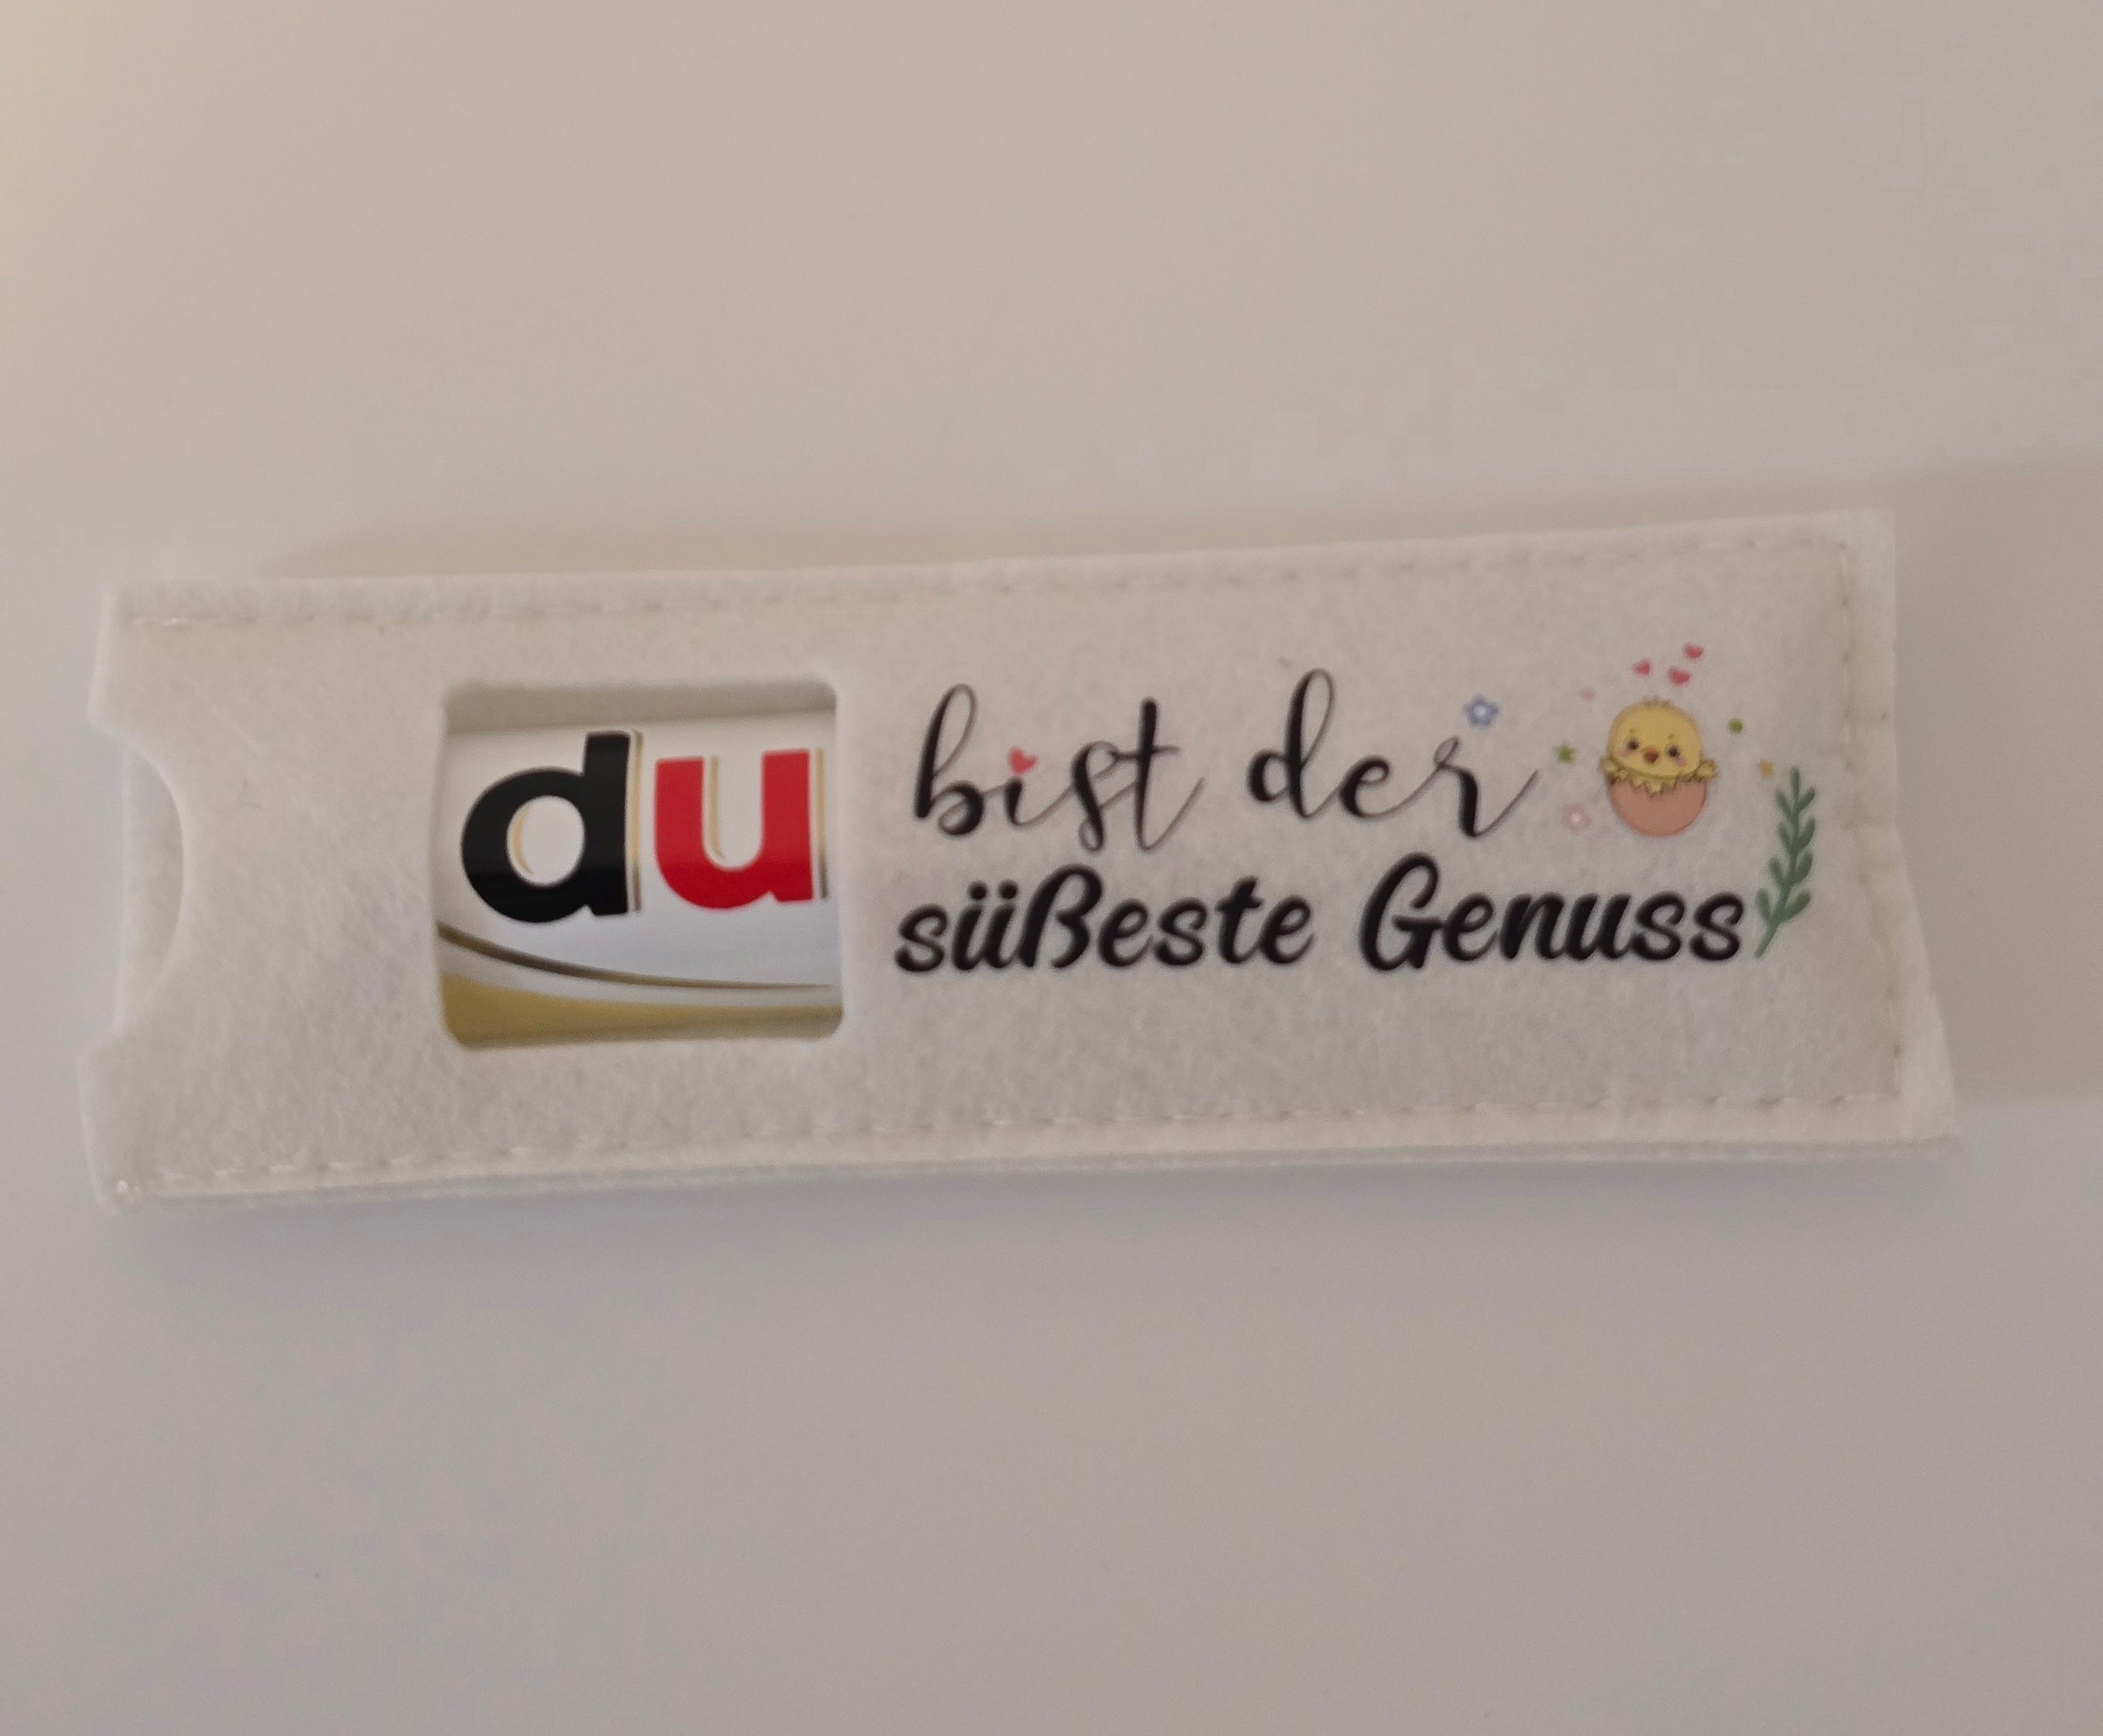 du bist der
süßeste Genuss